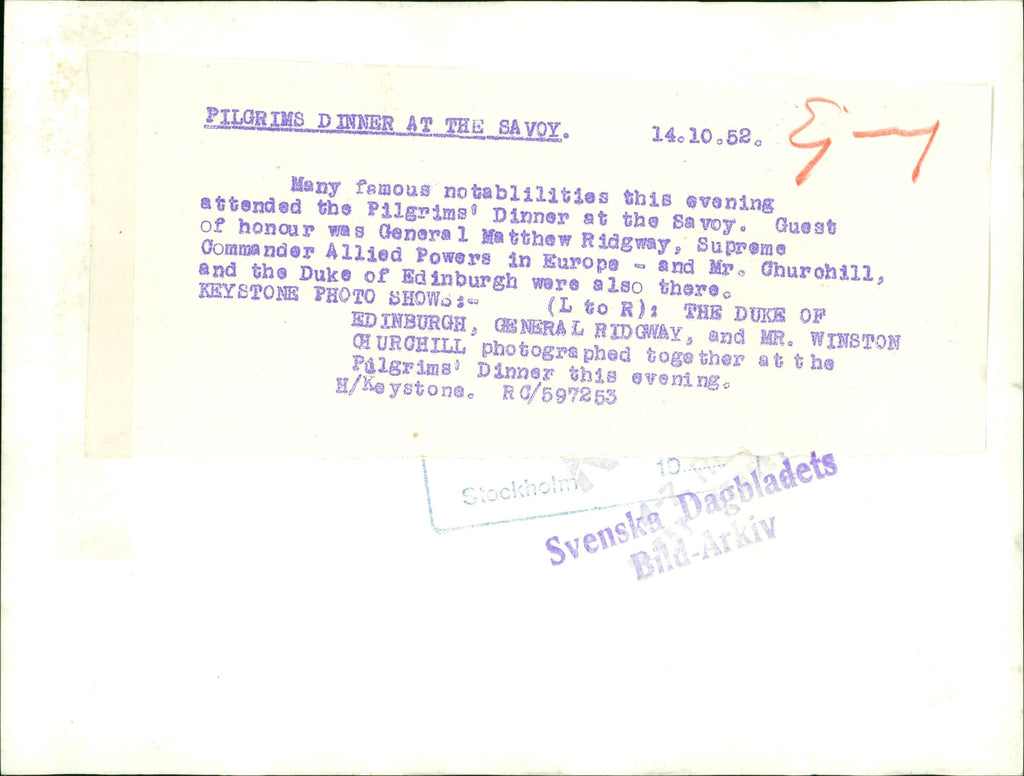 PILGRIMS DINNER AT THE SAVOY. 14.10.52.
Many famous notablilities this evening
attended the Pilgrims' Dinner at the Savoy. Guest
of honour was General Matthew Ridgway, Supreme
Commander Allied Powers in Europe - and Mr. Churchill,
and the Duke of Edinburgh were also there.
KEYSTONE PHOTO SHOWS:- (L to R): THE DUKE OF
EDINBURGH, GENERAL RIDGWAY, and MR. WINSTON
CHURCHILL photographed together at the
Pilgrims' Dinner this evening.
H/Keystone. RC/597253
10
Stockholm
Svenska Dagbladets
Bild-Arkiv